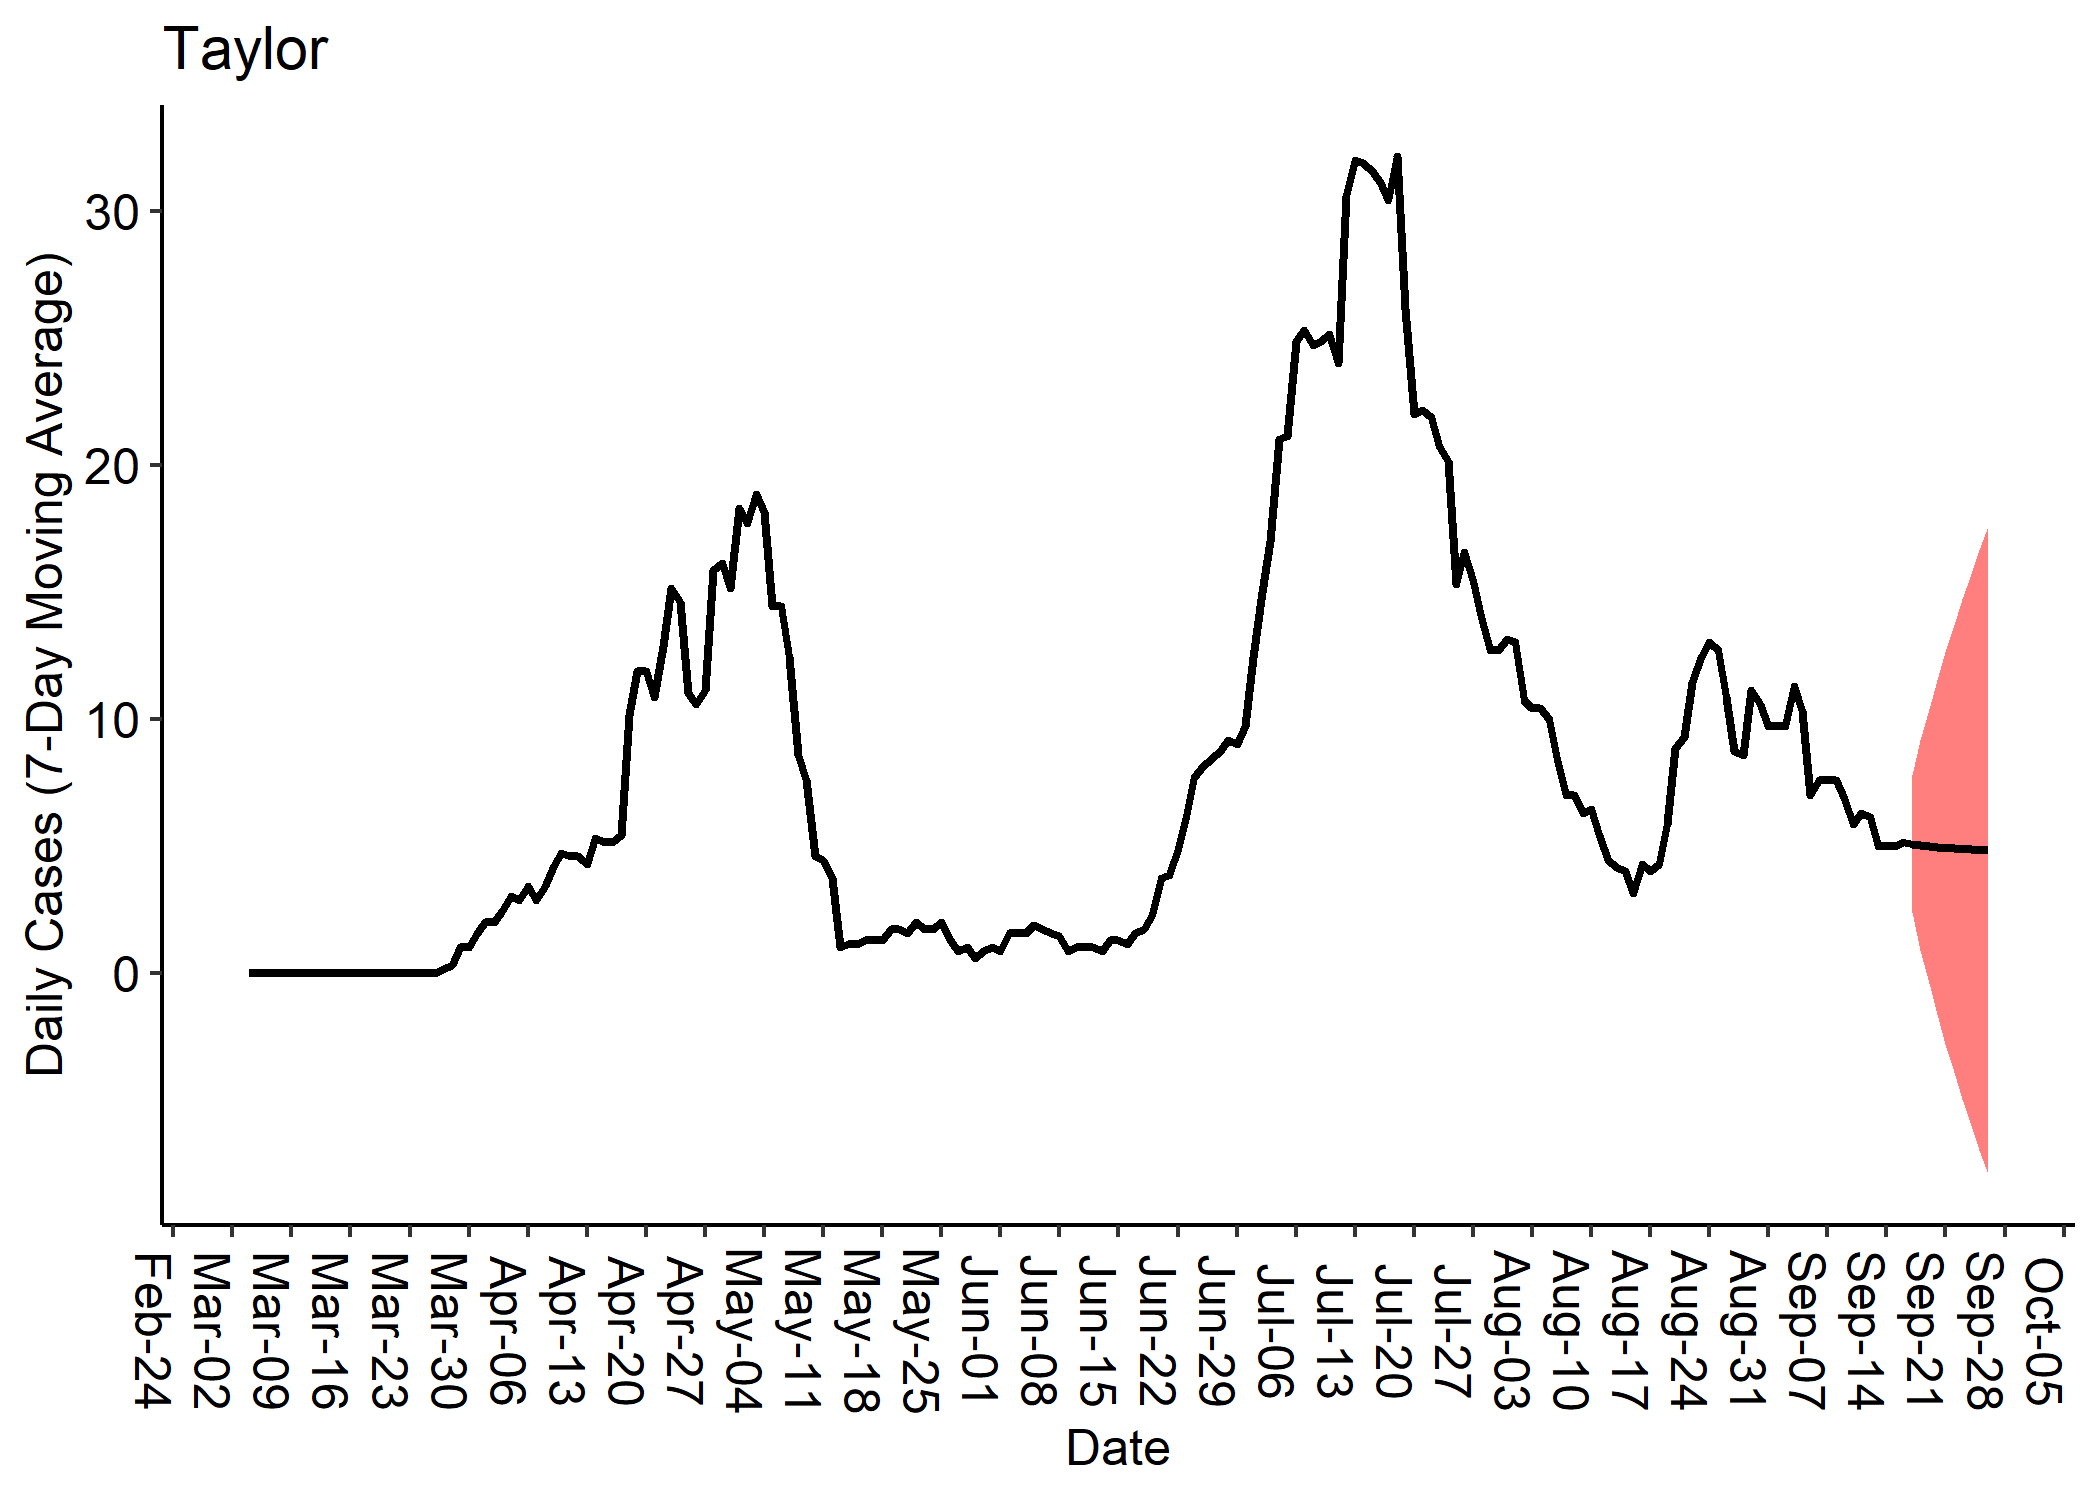 Taylor
Daily Cases (7-Day Moving Average)
30
20
10
0
Feb-24
Mar-02
Mar-09
Mar-16
Mar-23
Mar-30
Apr-06
Apr-13
Apr-20
Apr-27
May-04
May-11
May-18
May-25
Jun-01
Jun-08
Jun-15
Jun-22
Jun-29
Jul-06
Jul-13
Jul-20
Jul-27
Aug-03
Aug-10
Aug-17
Aug-24
Aug-31
Sep-07
Sep-14
Sep-21
Sep-28
Oct-05
Date